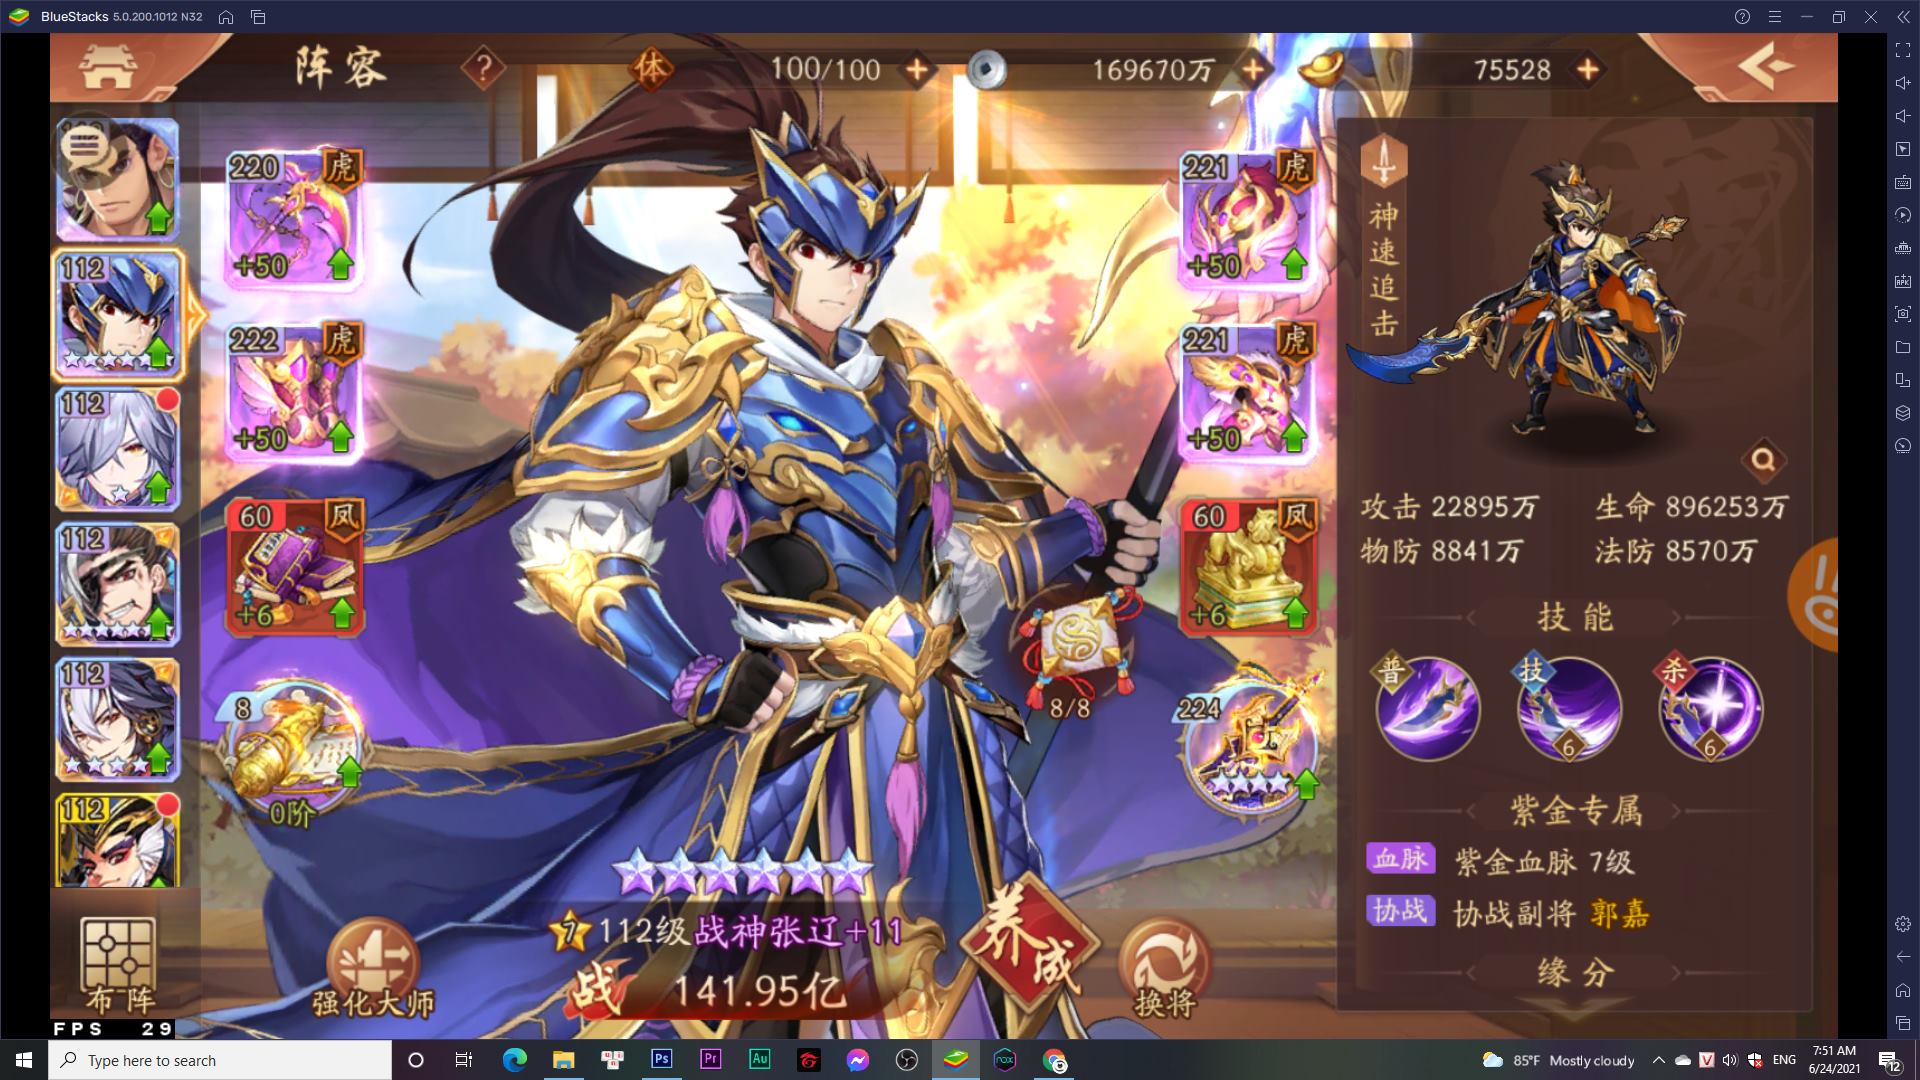 BlueStacks 5.0.200.1012 N32
阵容
?
体
100/100
169670万
75528
112
112
112
112
112
220 虎
+50
222 虎
+50
60 凤
+6
8
0阶
221 虎
+50
221 虎
+50
60 凤
+6
8/8
224
神速追击
攻击 22895万
生命 896253万
物防 8841万
法防 8570万
技能
普
技
6
杀
6
紫金专属
血脉 紫金血脉 7级
协战 协战副将 郭嘉
缘分
7 112级战神张辽+11
战 141.95亿
布阵
强化大师
养成
换将
FPS 29
Type here to search
Ps
Pr
Au
nox
85°F Mostly cloudy
V
ENG
7:51 AM
6/24/2021
12